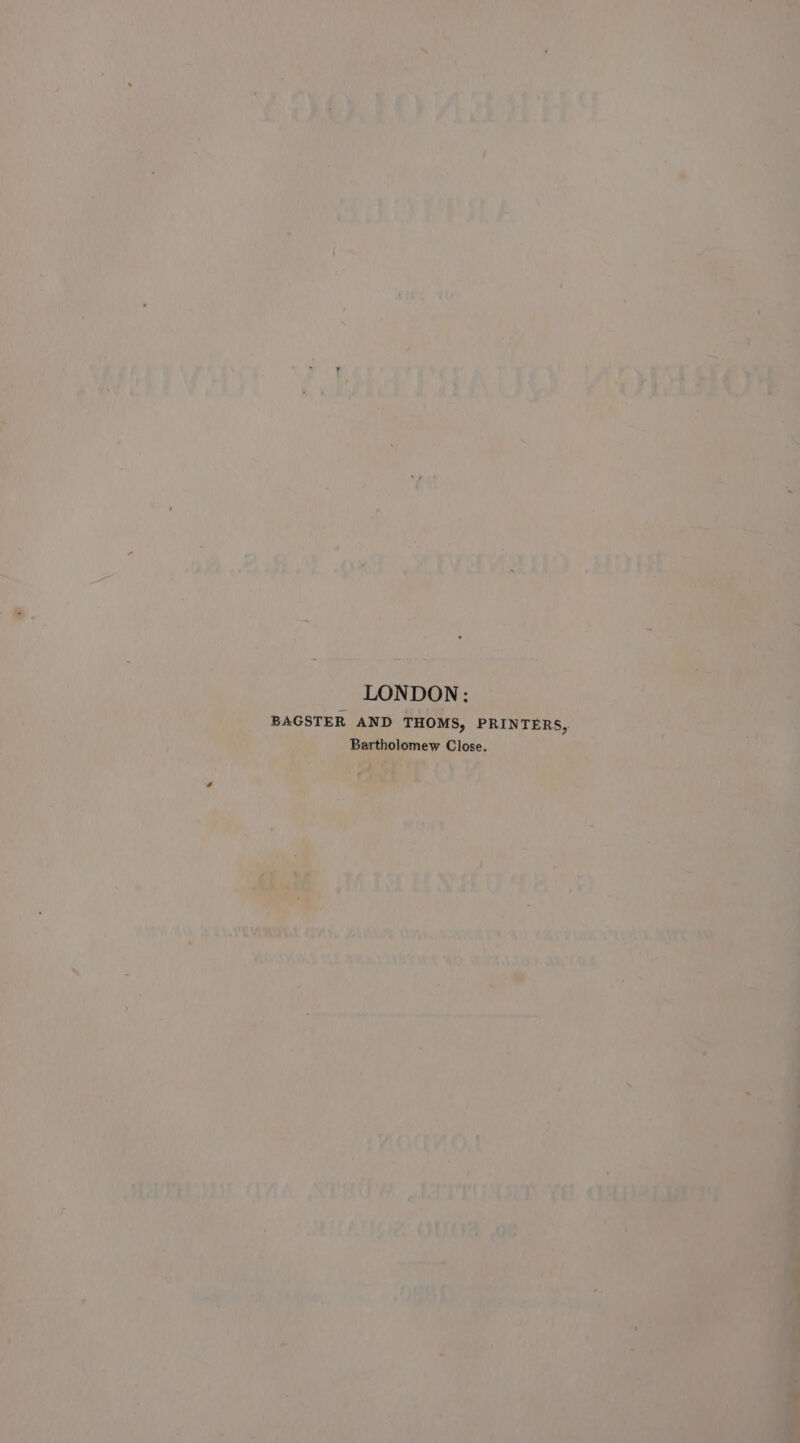 LONDON:
BAGSTER AND THOMS, PRINTERS,
Bartholomew Close.